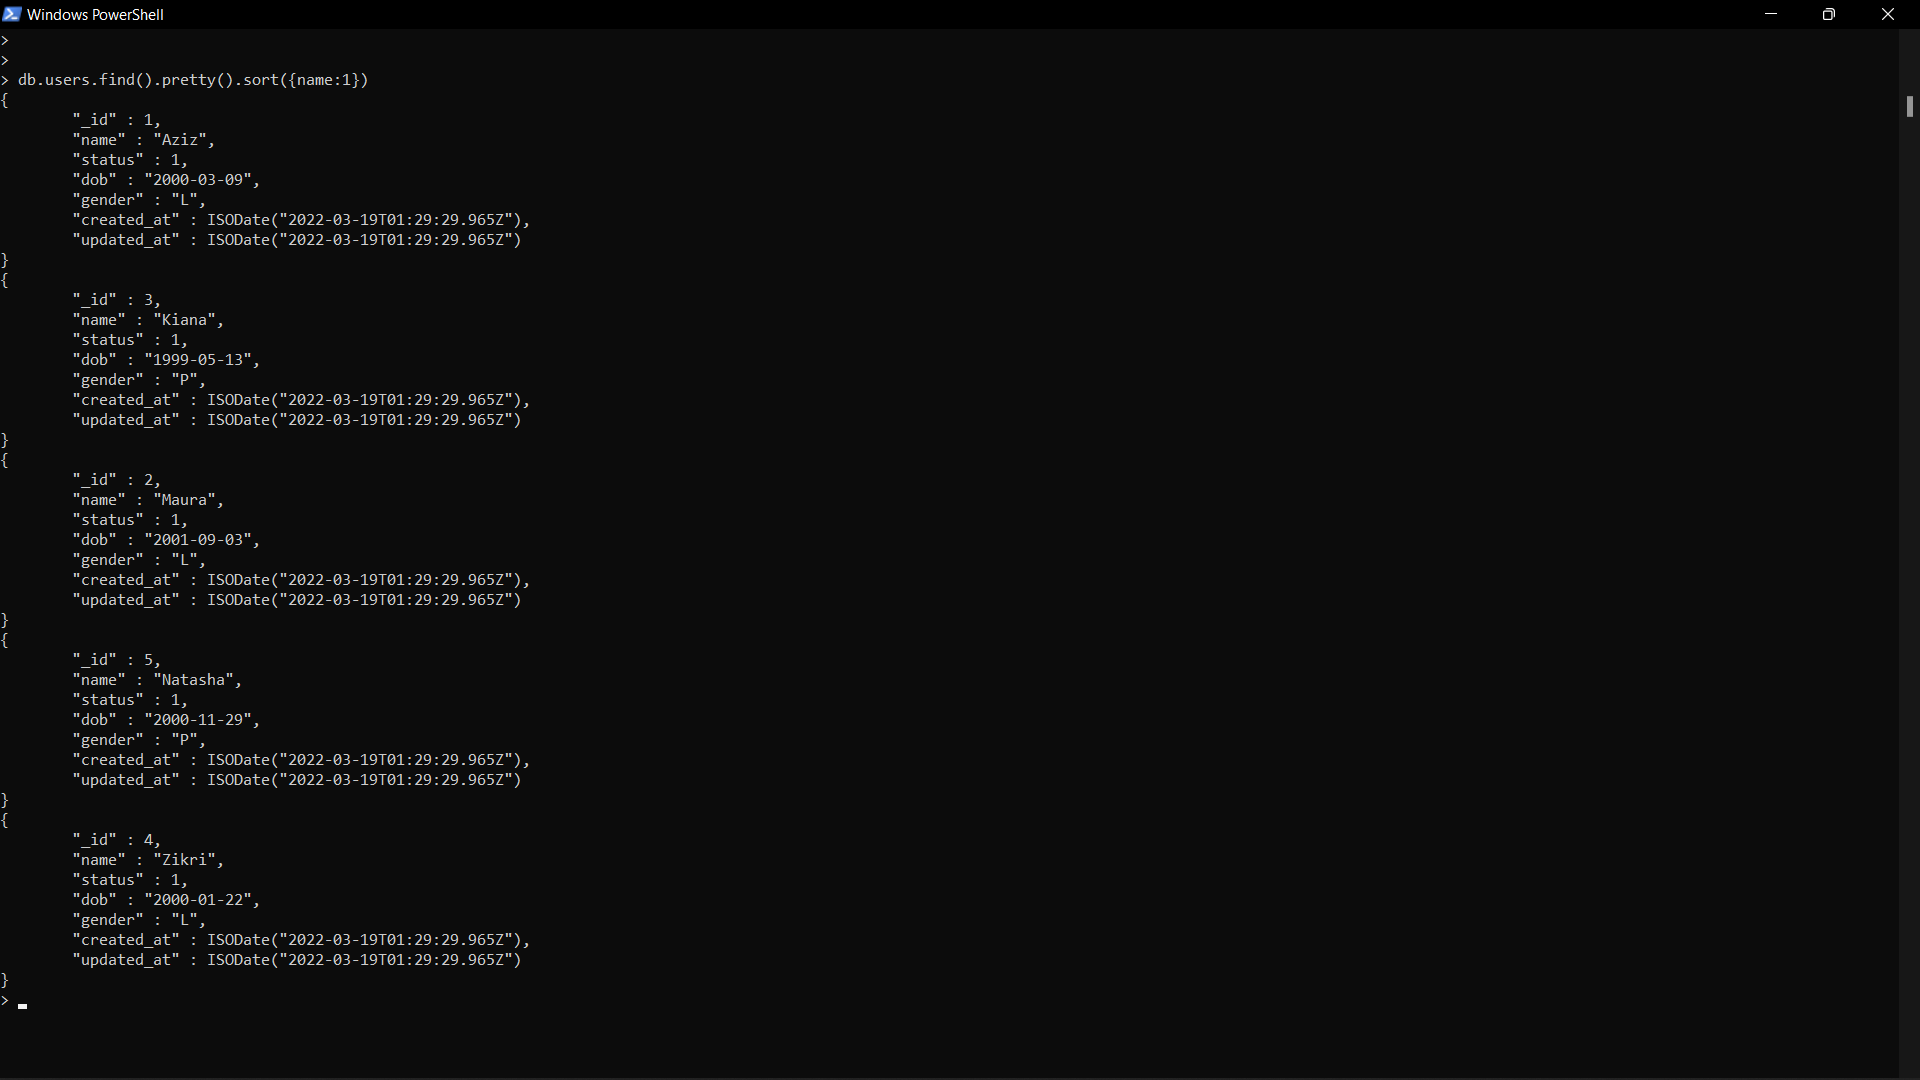 Windows PowerShell
>
>
> db.users.find().pretty().sort({name:1})
{
        "_id" : 1,
        "name" : "Aziz",
        "status" : 1,
        "dob" : "2000-03-09",
        "gender" : "L",
        "created_at" : ISODate("2022-03-19T01:29:29.965Z"),
        "updated_at" : ISODate("2022-03-19T01:29:29.965Z")
}
{
        "_id" : 3,
        "name" : "Kiana",
        "status" : 1,
        "dob" : "1999-05-13",
        "gender" : "P",
        "created_at" : ISODate("2022-03-19T01:29:29.965Z"),
        "updated_at" : ISODate("2022-03-19T01:29:29.965Z")
}
{
        "_id" : 2,
        "name" : "Maura",
        "status" : 1,
        "dob" : "2001-09-03",
        "gender" : "L",
        "created_at" : ISODate("2022-03-19T01:29:29.965Z"),
        "updated_at" : ISODate("2022-03-19T01:29:29.965Z")
}
{
        "_id" : 5,
        "name" : "Natasha",
        "status" : 1,
        "dob" : "2000-11-29",
        "gender" : "P",
        "created_at" : ISODate("2022-03-19T01:29:29.965Z"),
        "updated_at" : ISODate("2022-03-19T01:29:29.965Z")
}
{
        "_id" : 4,
        "name" : "Zikri",
        "status" : 1,
        "dob" : "2000-01-22",
        "gender" : "L",
        "created_at" : ISODate("2022-03-19T01:29:29.965Z"),
        "updated_at" : ISODate("2022-03-19T01:29:29.965Z")
}
>